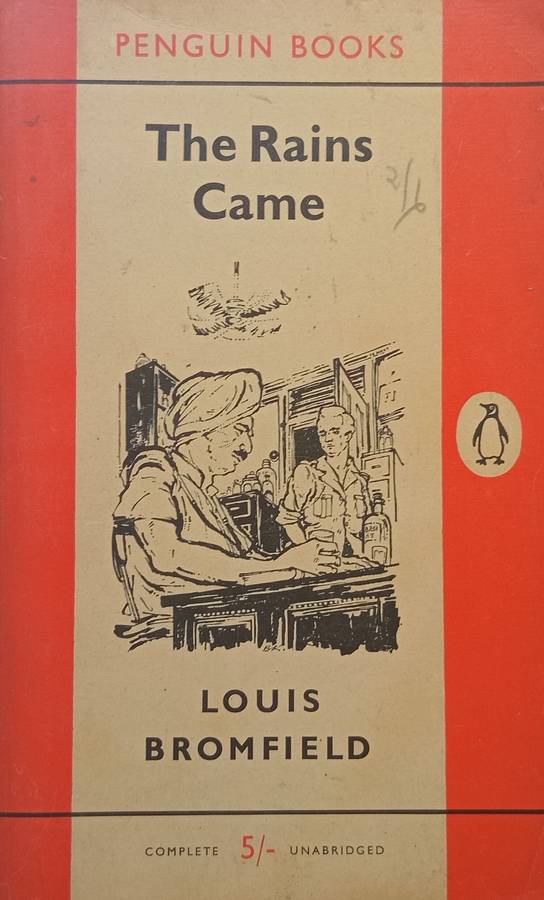 PENGUIN BOOKS
The Rains
Came
2/6
LOUIS
BROMFIELD
COMPLETE 5/- UNABRIDGED